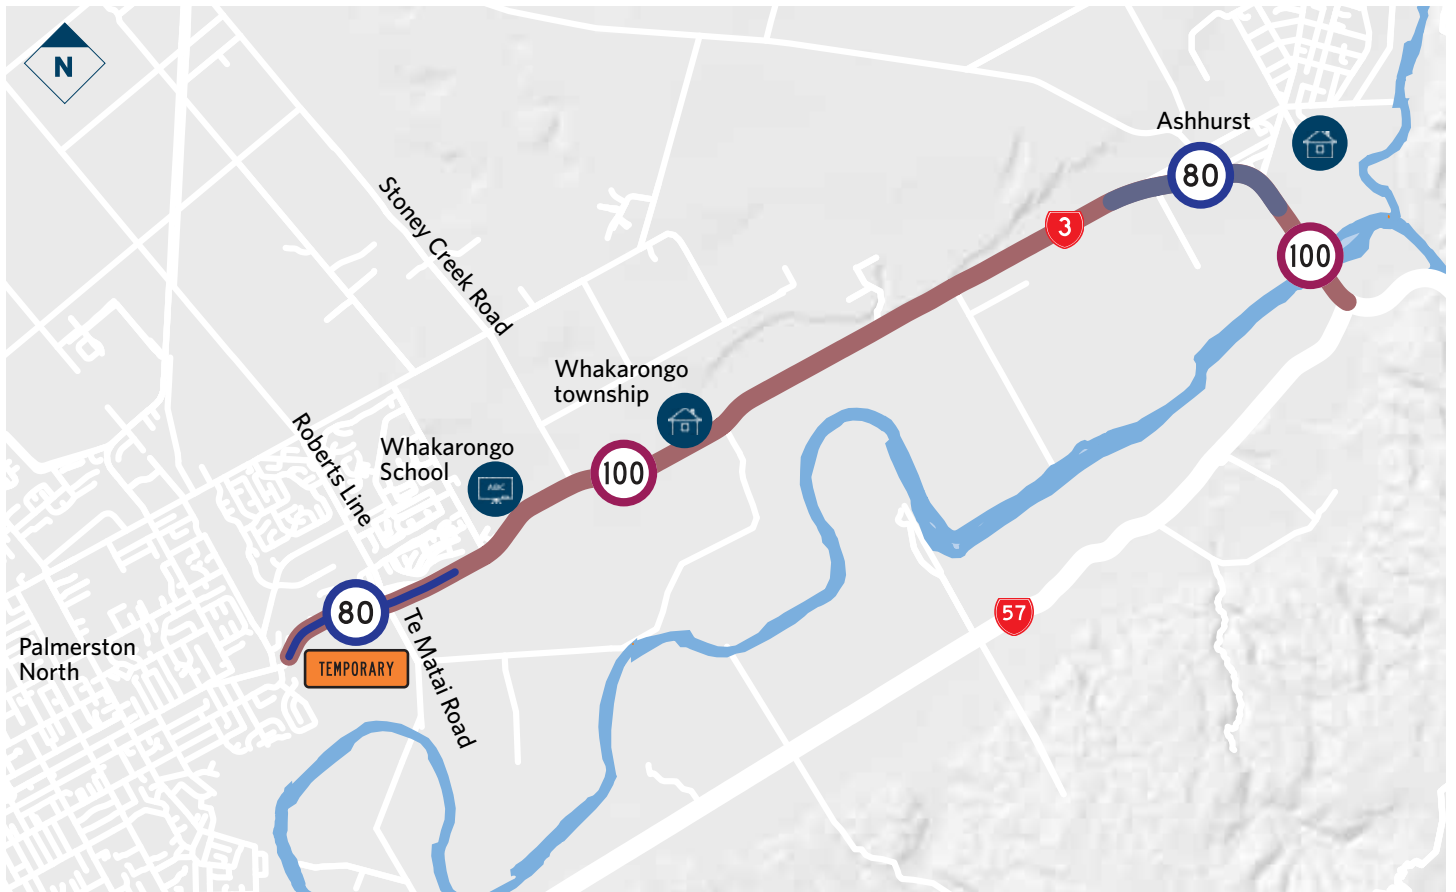 N
Ashhurst
80
3
100
Stoney Creek Road
Whakarongo
township
Whakarongo
School
ABC
100
Roberts Line
80
TEMPORARY
Te Matai Road
Palmerston
North
57